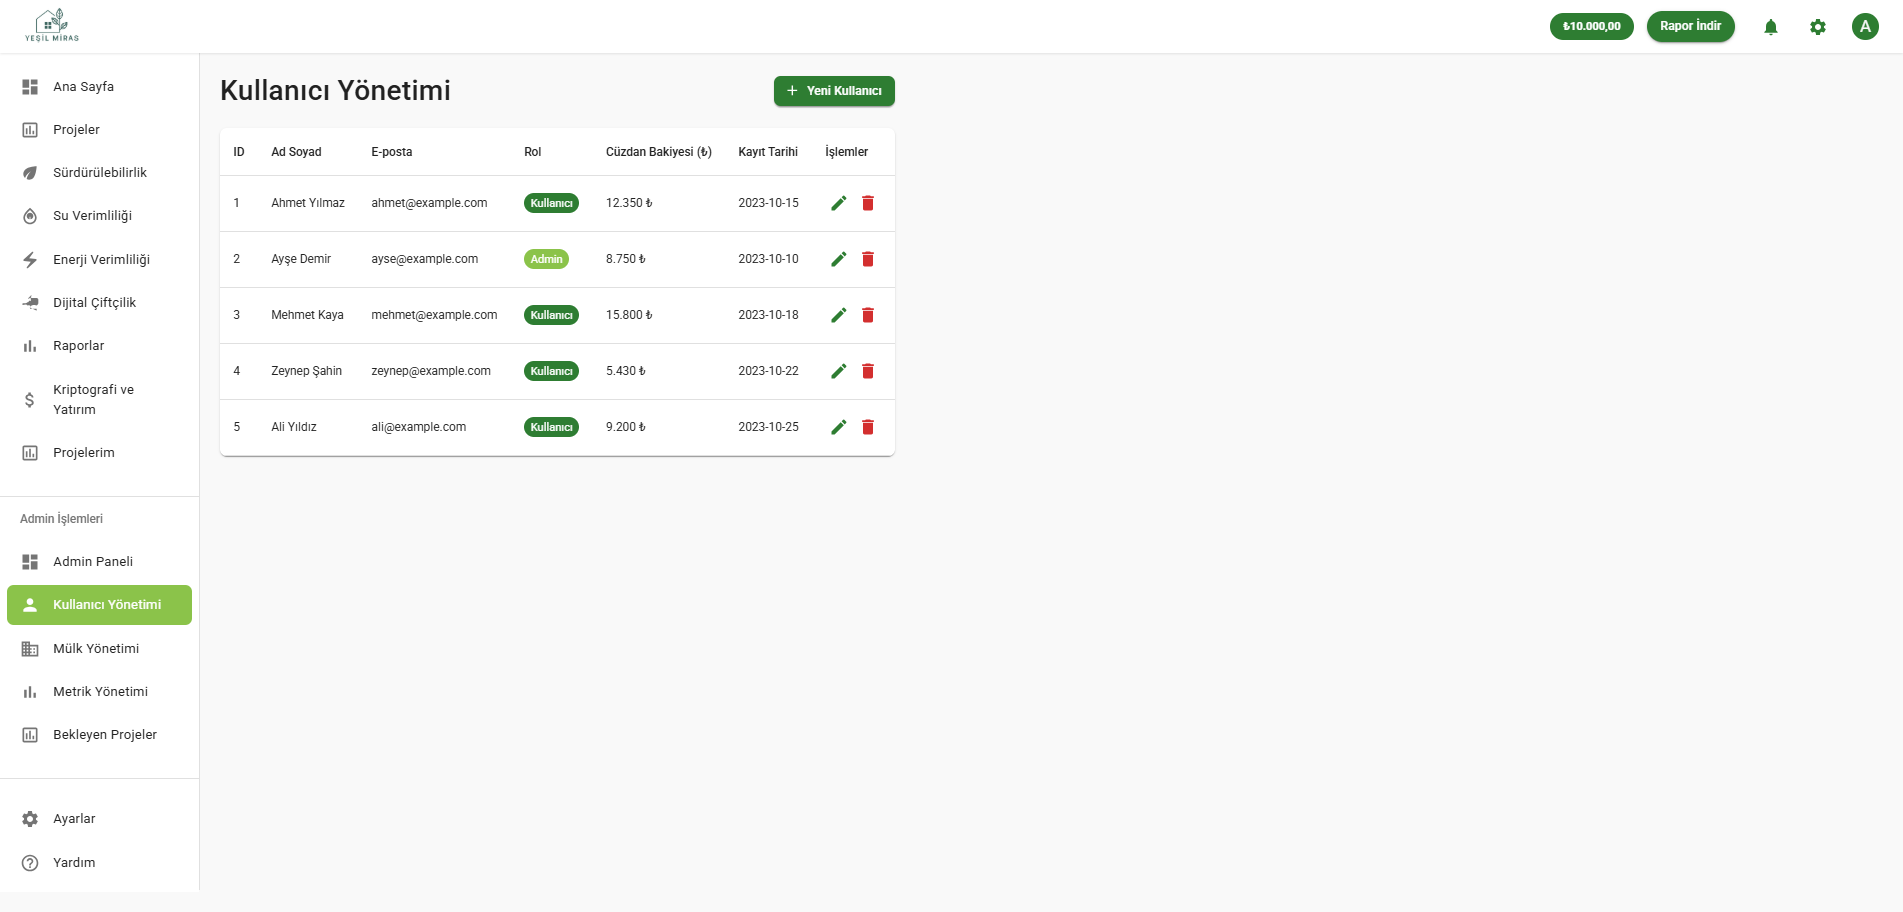 YEŞİL MİRAS
₺10.000,00
Rapor İndir
A
Ana Sayfa
Projeler
Sürdürülebilirlik
Su Verimliliği
Enerji Verimliliği
Dijital Çiftçilik
Raporlar
Kriptografi ve
Yatırım
Projelerim
Admin İşlemleri
Admin Paneli
Kullanıcı Yönetimi
Mülk Yönetimi
Metrik Yönetimi
Bekleyen Projeler
Ayarlar
Yardım
Kullanıcı Yönetimi
+ Yeni Kullanıcı
ID Ad Soyad E-posta Rol Cüzdan Bakiyesi (₺) Kayıt Tarihi İşlemler
1 Ahmet Yılmaz ahmet@example.com Kullanıcı 12.350 ₺ 2023-10-15
2 Ayşe Demir ayse@example.com Admin 8.750 ₺ 2023-10-10
3 Mehmet Kaya mehmet@example.com Kullanıcı 15.800 ₺ 2023-10-18
4 Zeynep Şahin zeynep@example.com Kullanıcı 5.430 ₺ 2023-10-22
5 Ali Yıldız ali@example.com Kullanıcı 9.200 ₺ 2023-10-25